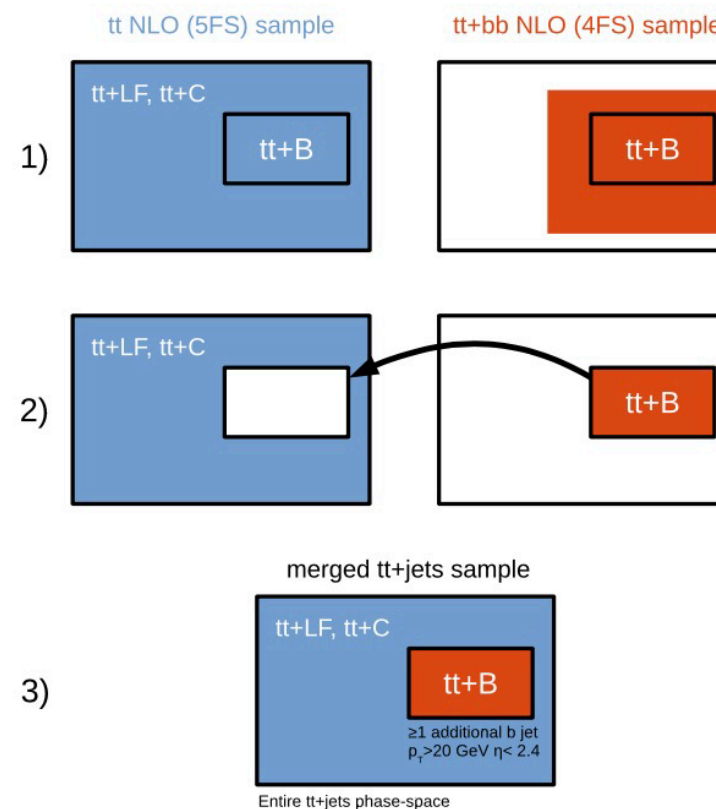 tt NLO (5FS) sample
tt+bb NLO (4FS) sample
1)
tt+LF, tt+C
tt+B
tt+B
2)
tt+LF, tt+C
tt+B
merged tt+jets sample
3)
tt+LF, tt+C
tt+B
≥1 additional b jet
pT>20 GeV η< 2.4
Entire tt+jets phase-space